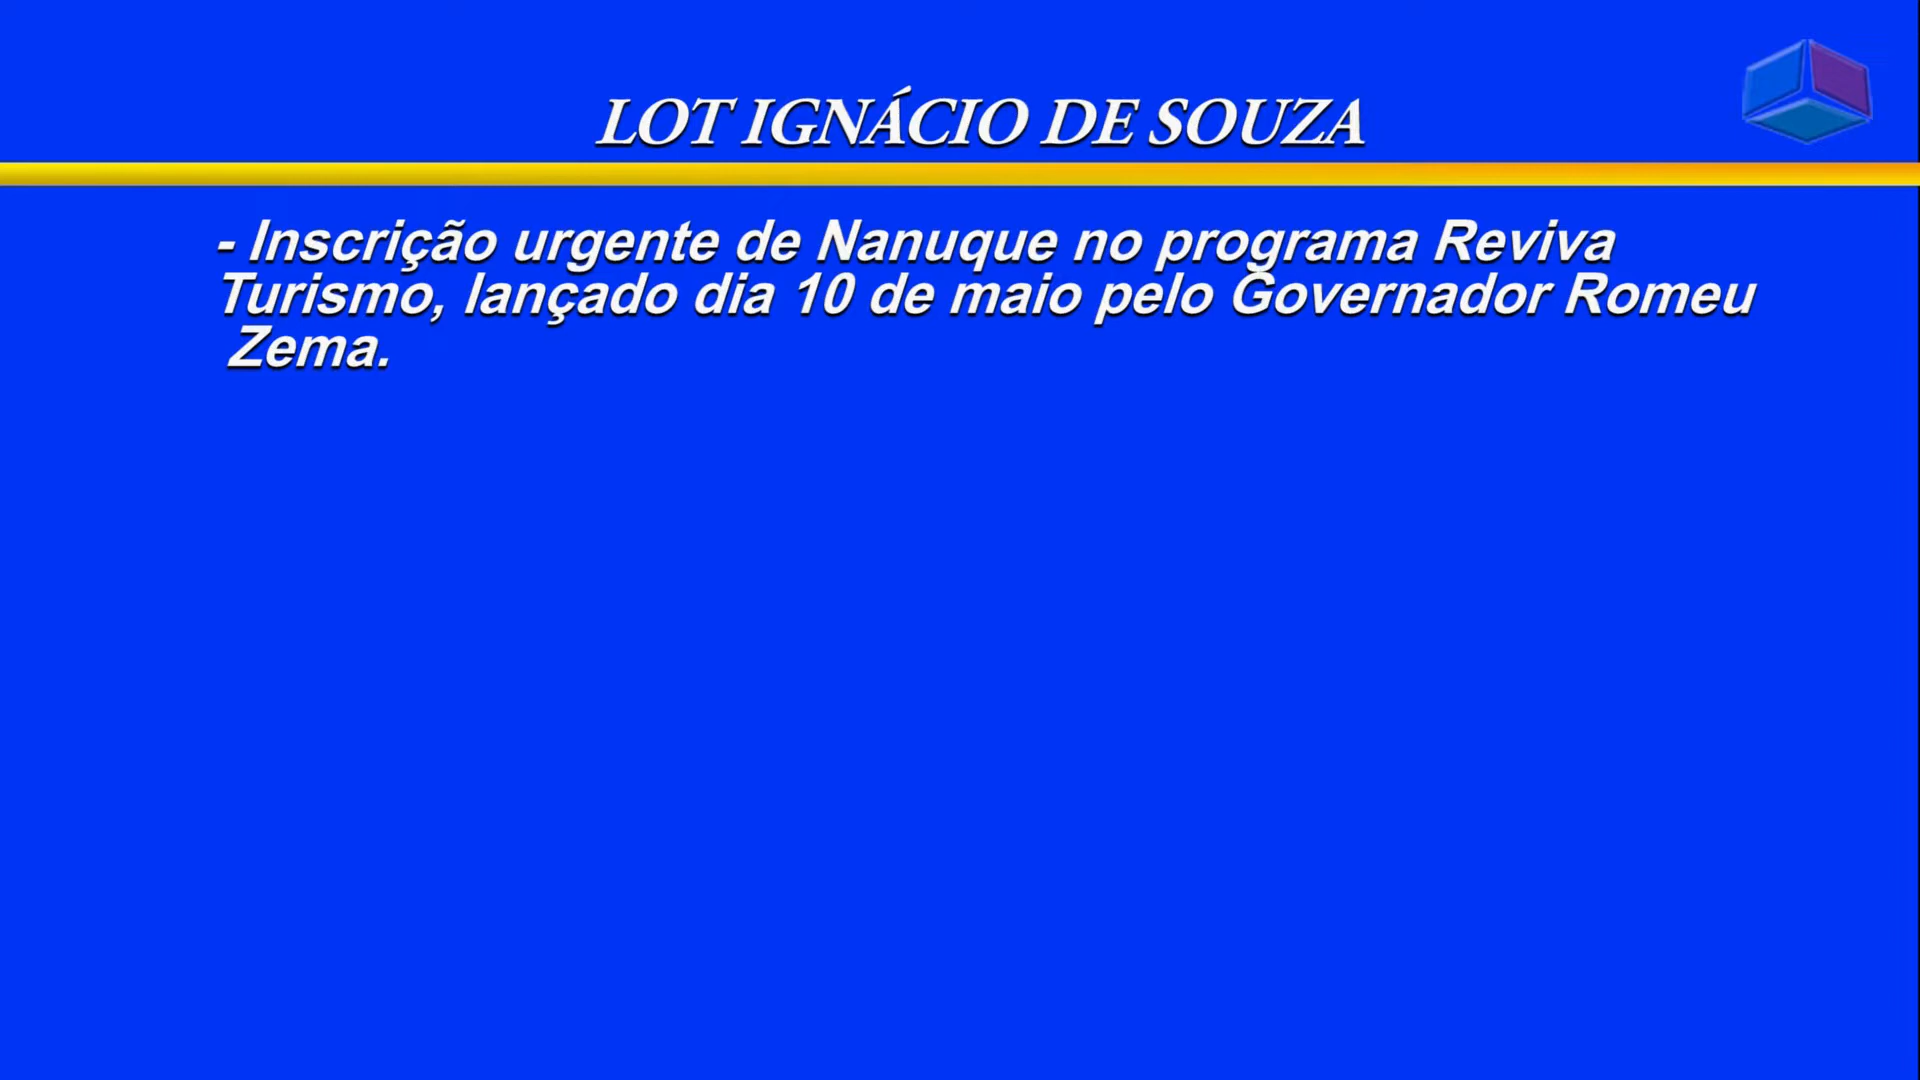 LOT IGNÁCIO DE SOUZA
- Inscrição urgente de Nanuque no programa Reviva
Turismo, lançado dia 10 de maio pelo Governador Romeu
Zema.